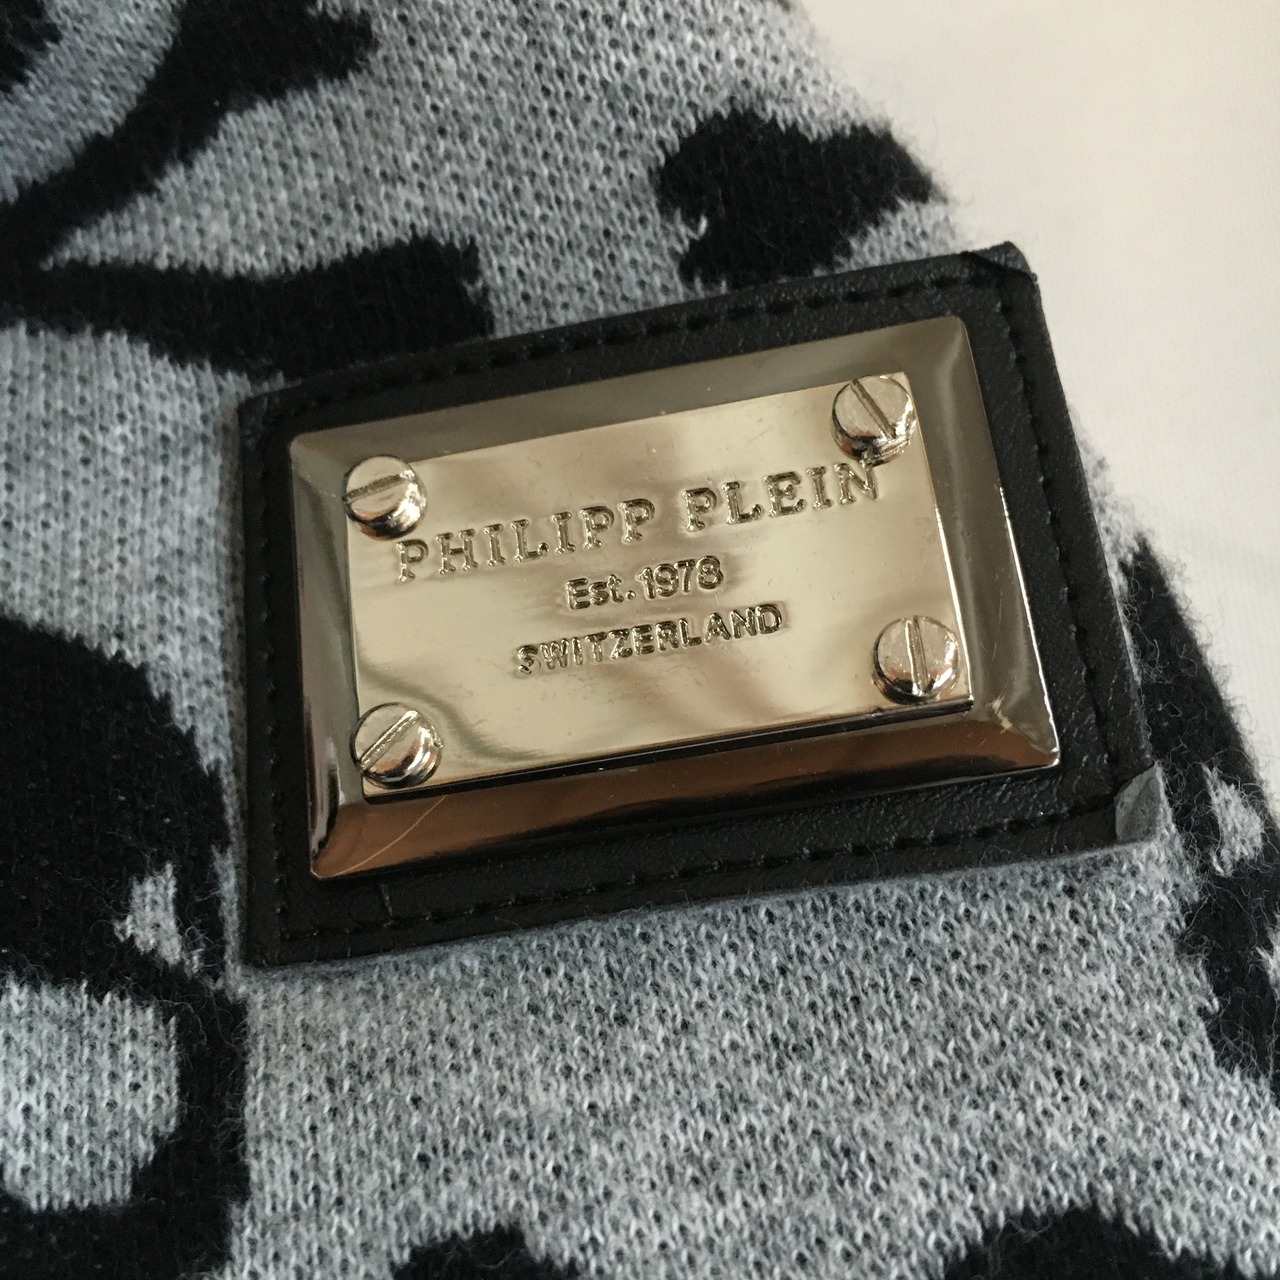 PHILIPP PLEIN
Est. 1978
SWITZERLAND